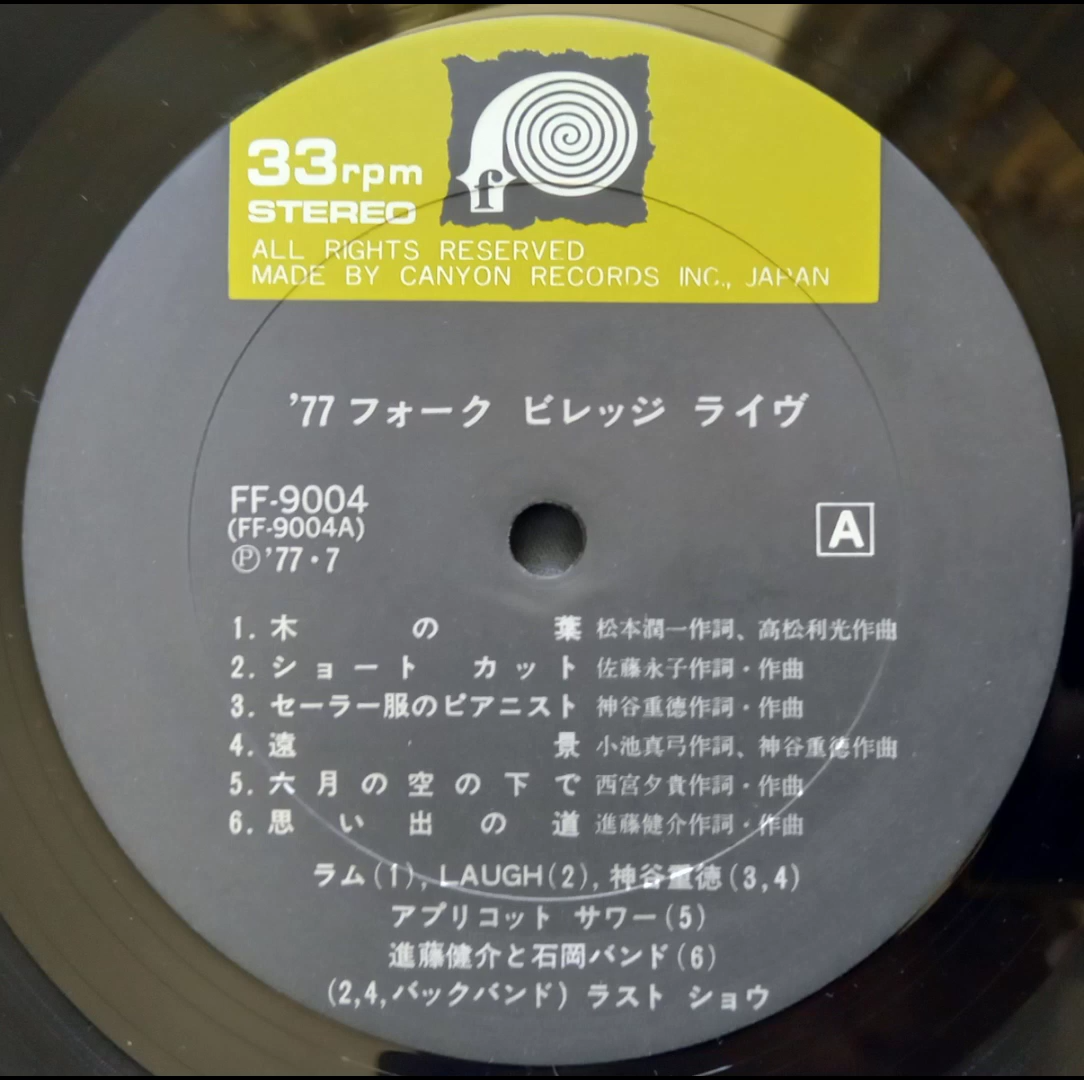 f
33rpm
STEREO
ALL RIGHTS RESERVED
MADE BY CANYON RECORDS INC., JAPAN
'77 フォーク ビレッジ ライヴ
FF-9004
(FF-9004A)
Ⓟ'77・7
A
1. 木の葉 松本潤一作詞、高松利光作曲
2. ショート カット 佐藤永子作詞・作曲
3. セーラー服のピアニスト 神谷重徳作詞・作曲
4. 遠景 小池真弓作詞、神谷重徳作曲
5. 六月の空の下で 西宮夕貴作詞・作曲
6. 思い出の道 進藤健介作詞・作曲
ラム(1), LAUGH(2), 神谷重徳(3,4)
アプリコット サワー(5)
進藤健介と石岡バンド(6)
(2,4,バックバンド) ラスト ショウ